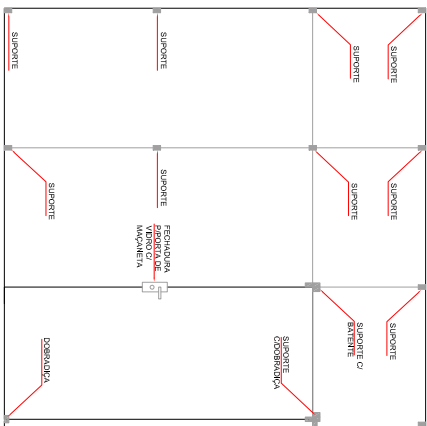 SUPORTE
SUPORTE
SUPORTE
SUPORTE
SUPORTE
SUPORTE
SUPORTE
SUPORTE
FECHADURA
P/PORTA DE
VIDRO C/
MAÇANETA
SUPORTE C/
BATENTE
SUPORTE
DOBRADIÇA
SUPORTE
C/DOBRADIÇA